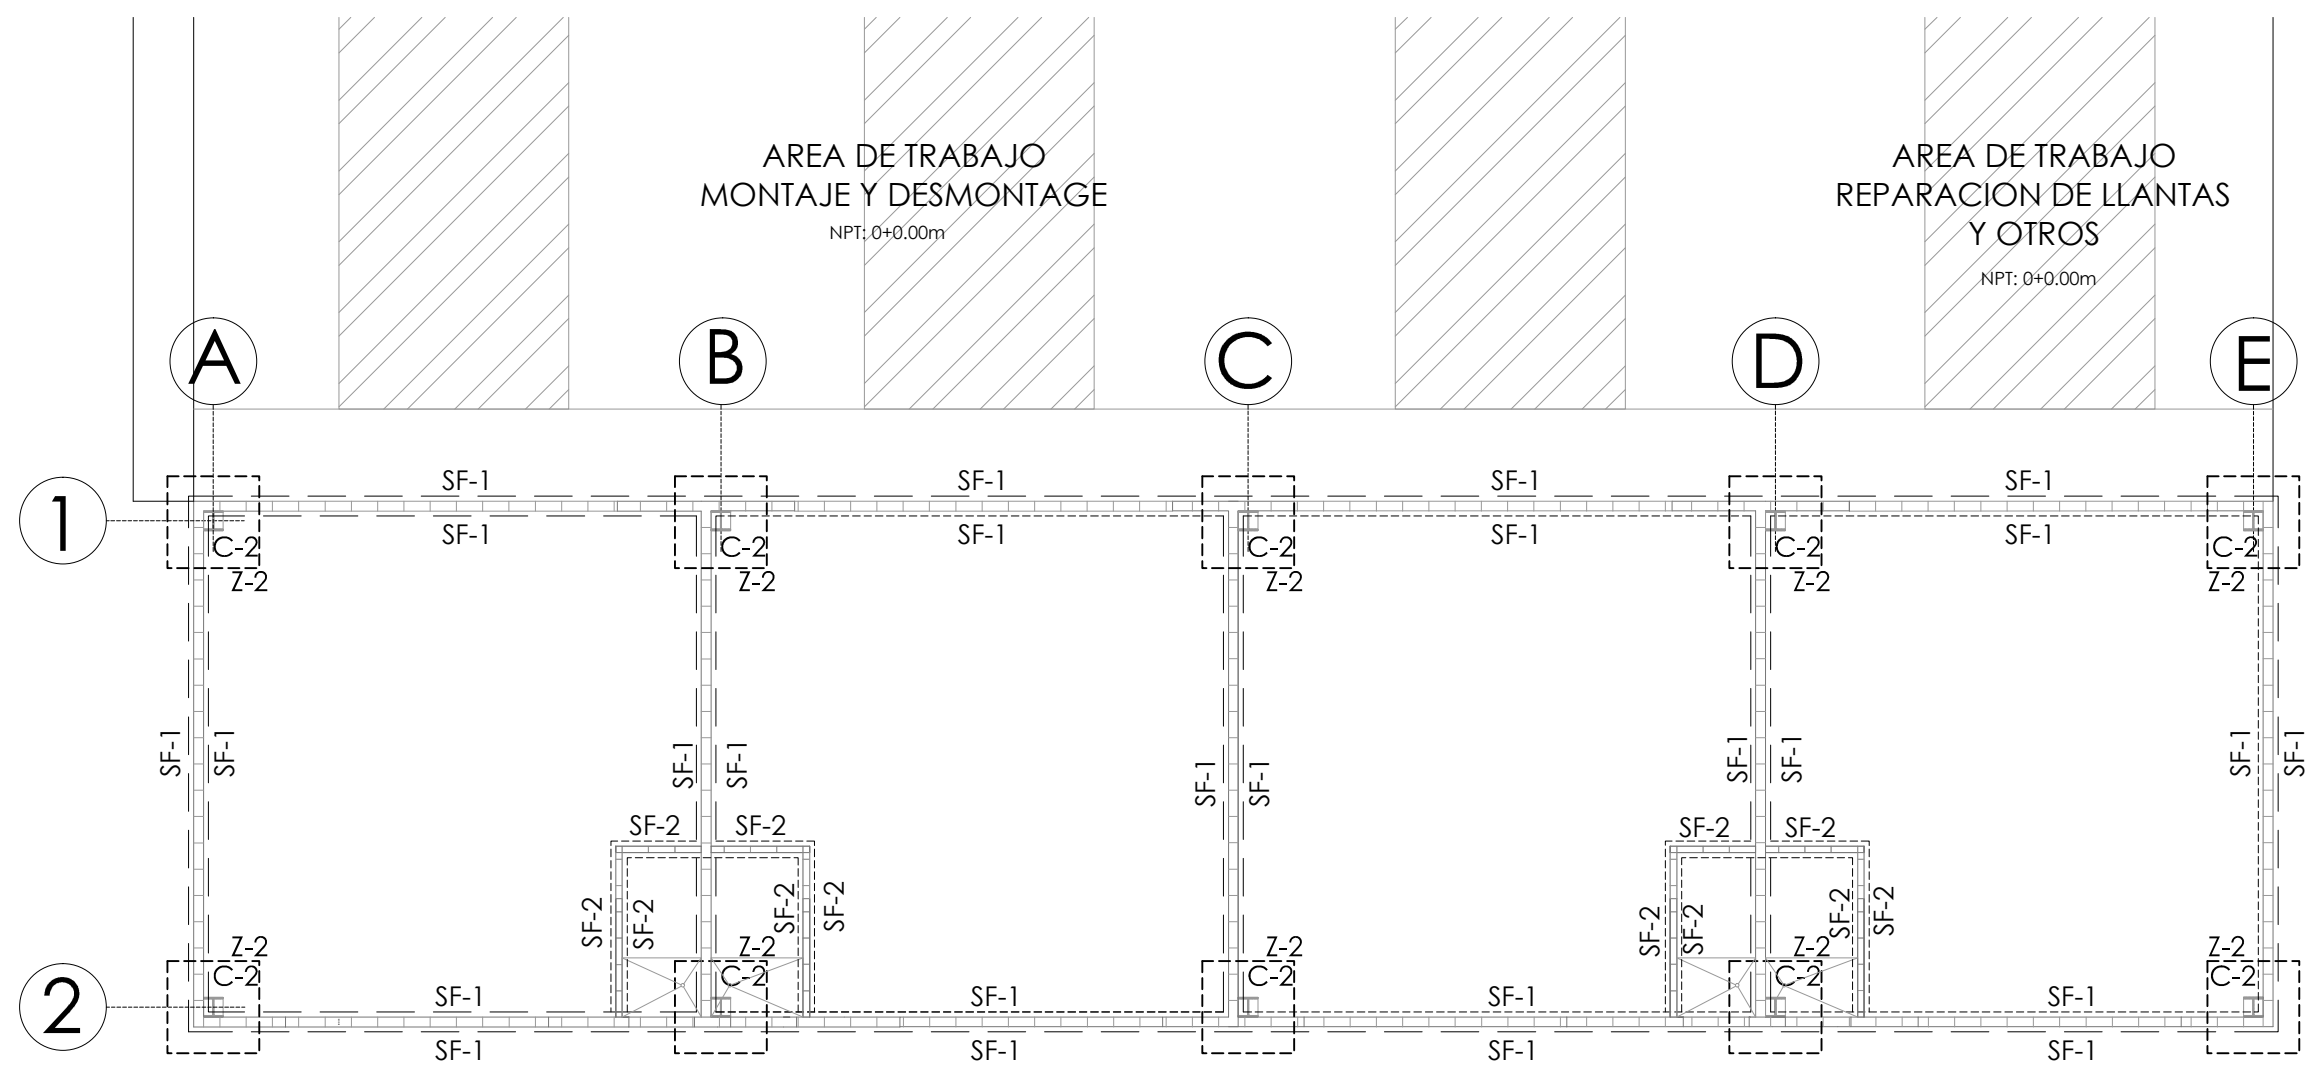 AREA DE TRABAJO
MONTAJE Y DESMONTAGE
NPT: 0+0.00m
AREA DE TRABAJO
REPARACION DE LLANTAS
Y OTROS
NPT: 0+0.00m
A
B
C
D
E
SF-1
SF-1
SF-1
SF-1
1
SF-1
SF-1
SF-1
SF-1
C-2
C-2
C-2
C-2
C-2
Z-2
Z-2
Z-2
Z-2
Z-2
SF-1
SF-1
SF-1
SF-1
SF-1
SF-1
SF-1
SF-1
SF-1
SF-1
SF-2
SF-2
SF-2
SF-2
SF-2
SF-2
SF-2
SF-2
SF-2
SF-2
SF-2
SF-2
Z-2
Z-2
Z-2
Z-2
Z-2
C-2
C-2
C-2
C-2
C-2
2
SF-1
SF-1
SF-1
SF-1
SF-1
SF-1
SF-1
SF-1